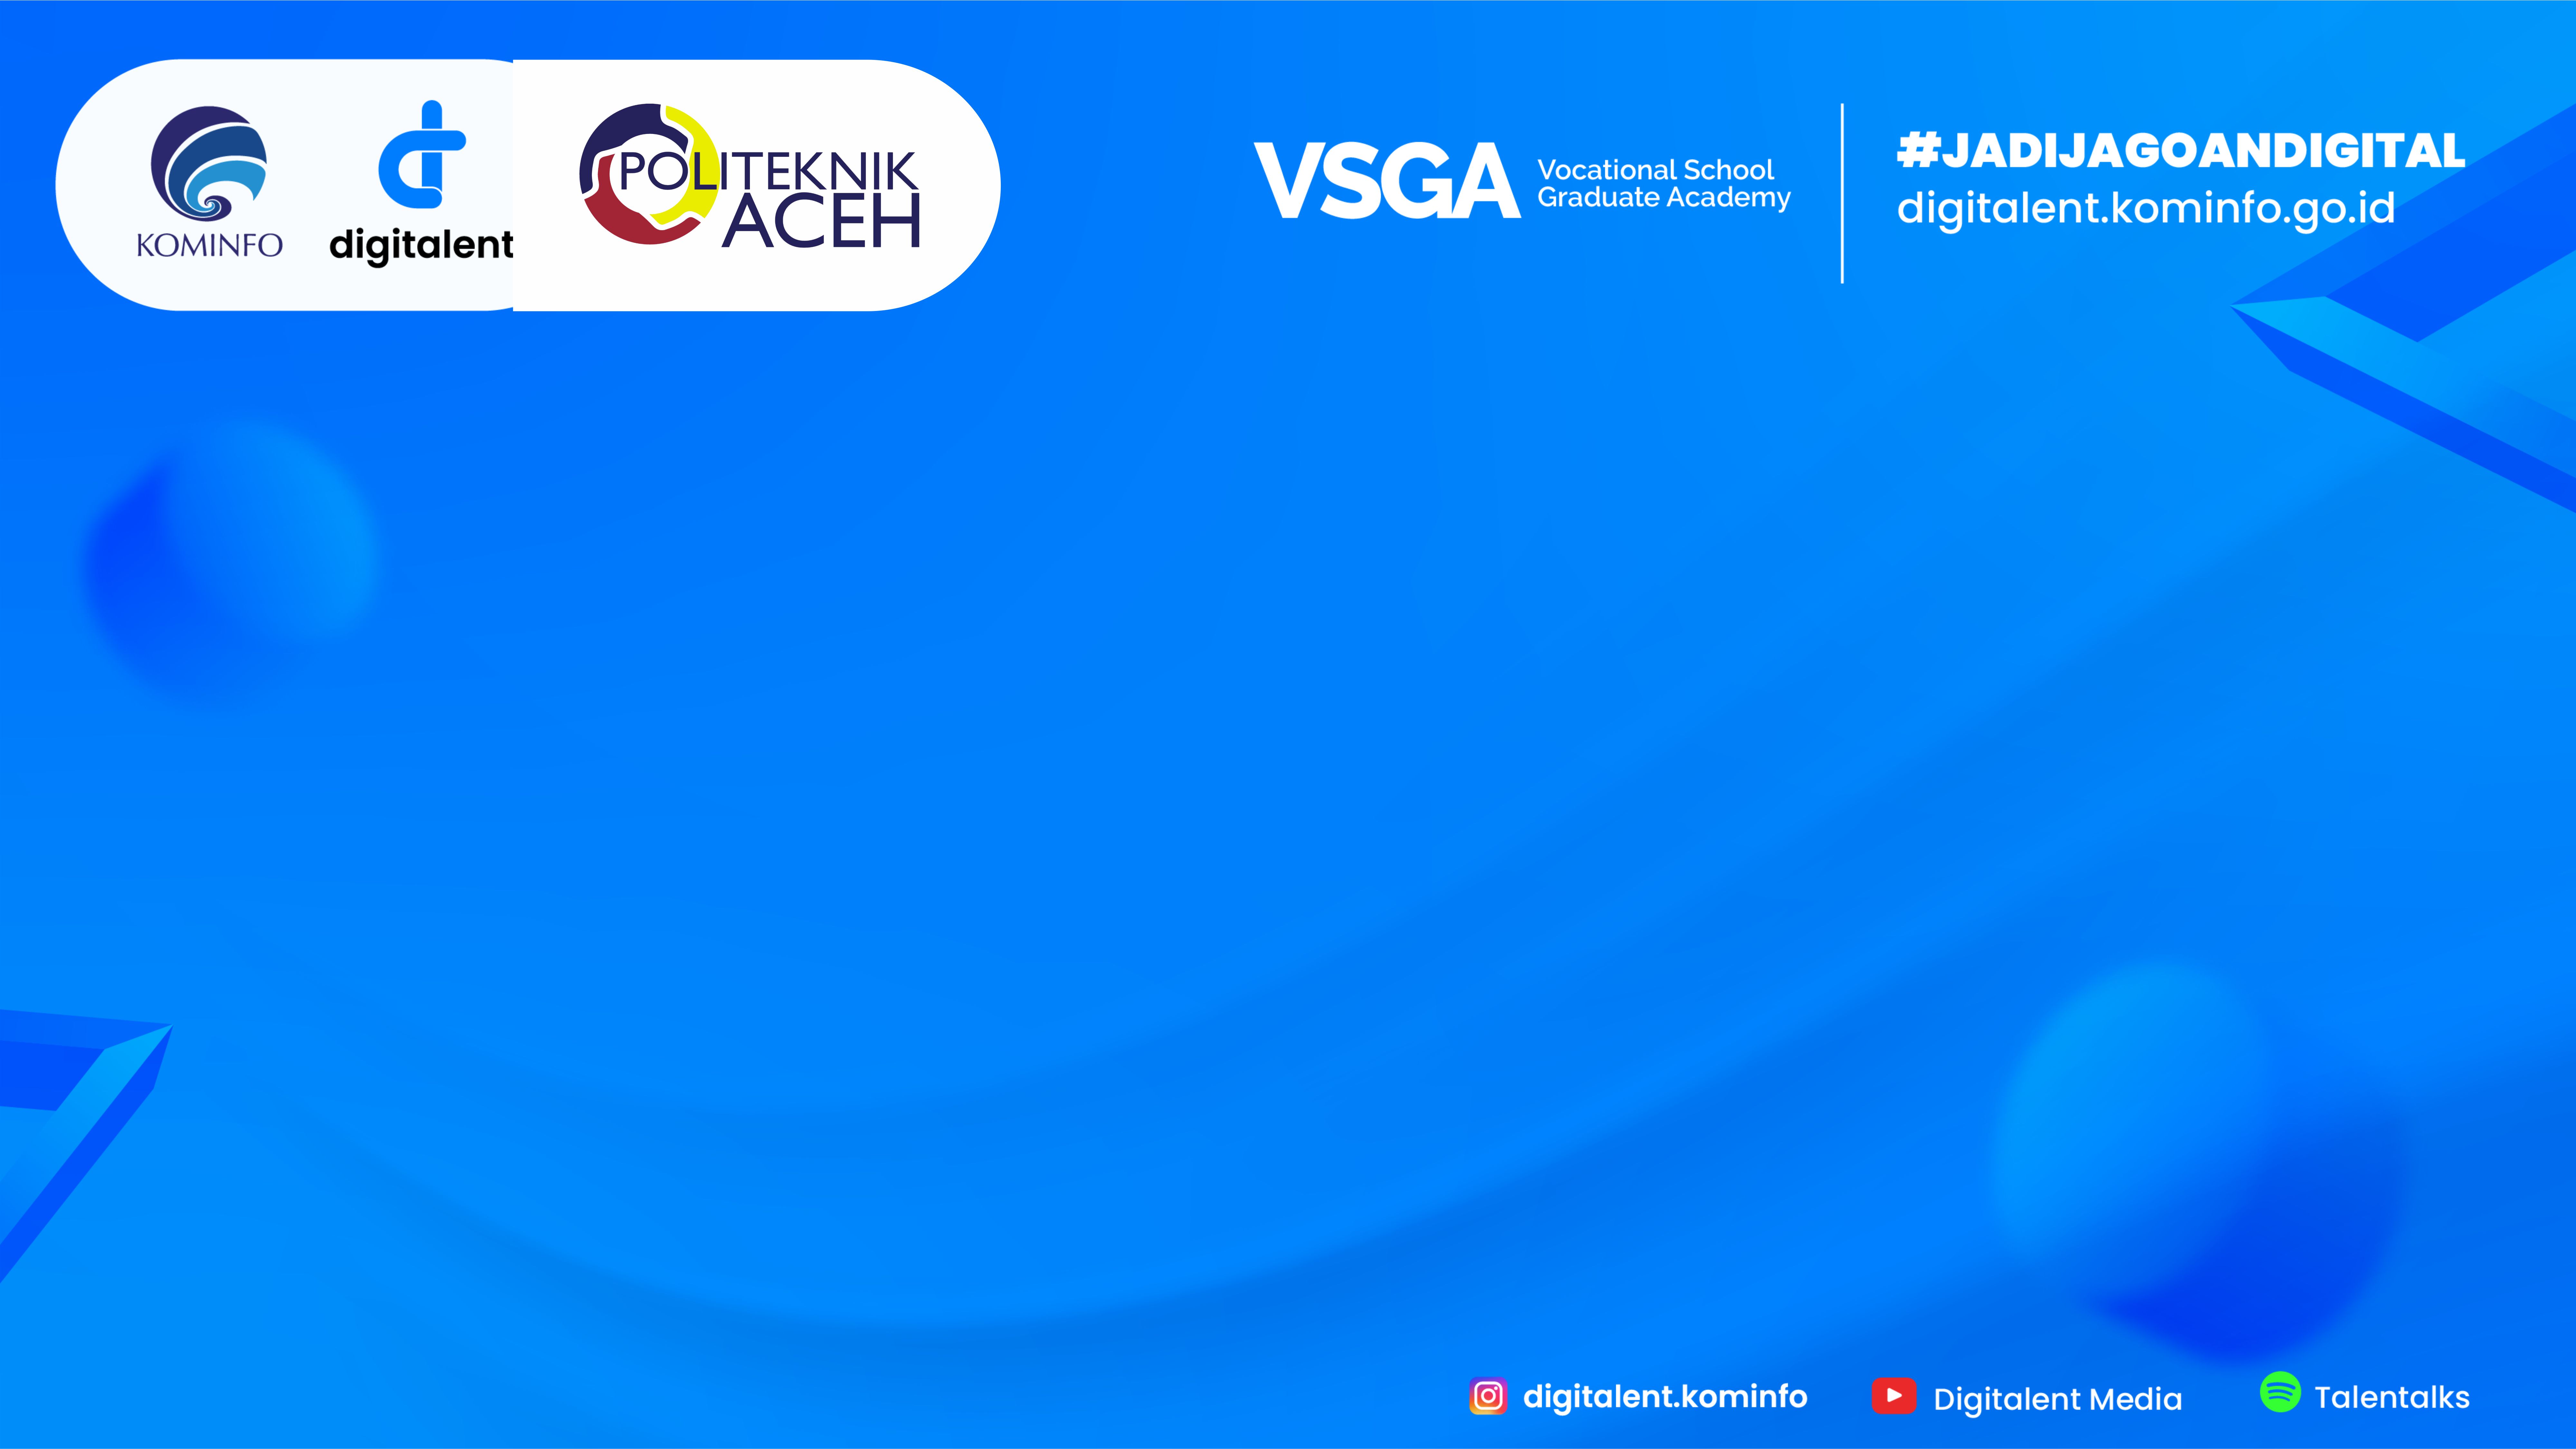 KOMINFO
digitalent
POLITEKNIK
ACEH
VSGA
Vocational School
Graduate Academy
#JADIJAGOANDIGITAL
digitalent.kominfo.go.id
digitalent.kominfo
Digitalent Media
Talentalks